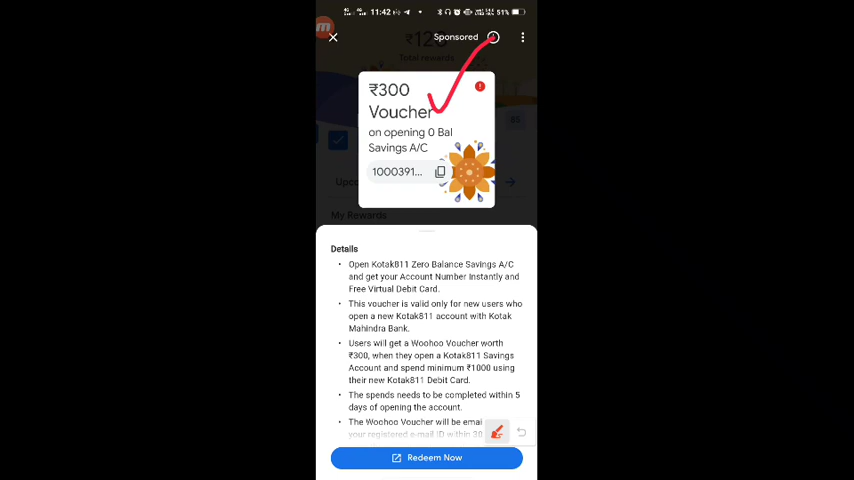 11:42
51%
Sponsored
₹300
Voucher
on opening 0 Bal
Savings A/C
1000391...
Total rewards
My Rewards
Details
• Open Kotak811 Zero Balance Savings A/C
and get your Account Number Instantly and
Free Virtual Debit Card.
• This voucher is valid only for new users who
open a new Kotak811 account with Kotak
Mahindra Bank.
• Users will get a Woohoo Voucher worth
₹300, when they open a Kotak811 Savings
Account and spend minimum ₹1000 using
their new Kotak811 Debit Card.
• The spends needs to be completed within 5
days of opening the account.
• The Woohoo Voucher will be emai
your registered e-mail ID within 30
Redeem Now